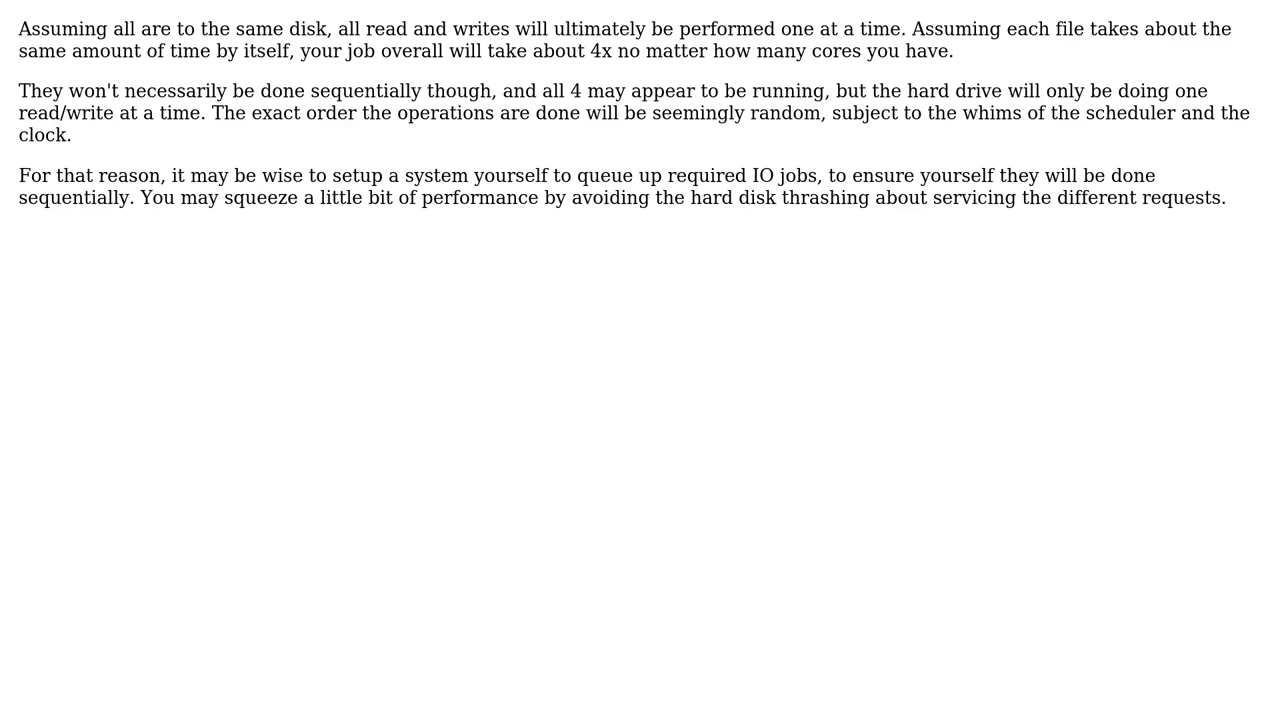 Assuming all are to the same disk, all read and writes will ultimately be performed one at a time. Assuming each file takes about the
same amount of time by itself, your job overall will take about 4x no matter how many cores you have.
They won't necessarily be done sequentially though, and all 4 may appear to be running, but the hard drive will only be doing one
read/write at a time. The exact order the operations are done will be seemingly random, subject to the whims of the scheduler and the
clock.
For that reason, it may be wise to setup a system yourself to queue up required IO jobs, to ensure yourself they will be done
sequentially. You may squeeze a little bit of performance by avoiding the hard disk thrashing about servicing the different requests.